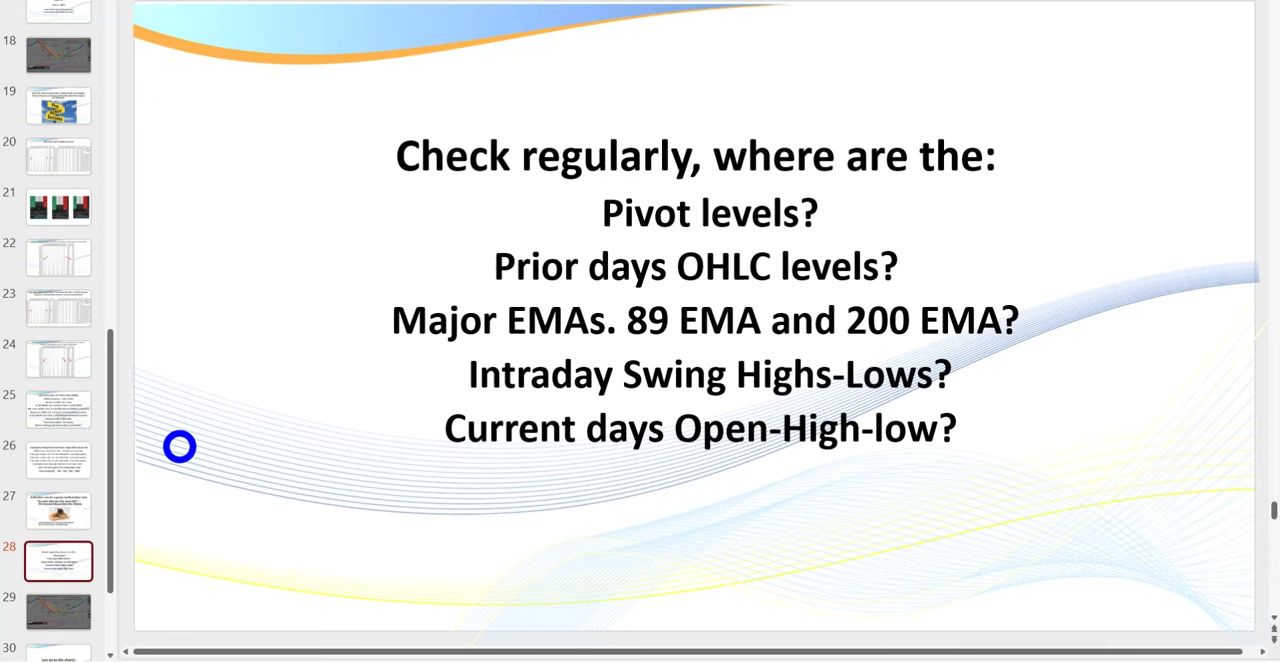 18
19
20
21
22
23
24
25
26
27
28
29
30
Check regularly, where are the:
Pivot levels?
Prior days OHLC levels?
Major EMAs. 89 EMA and 200 EMA?
Intraday Swing Highs-Lows?
Current days Open-High-low?